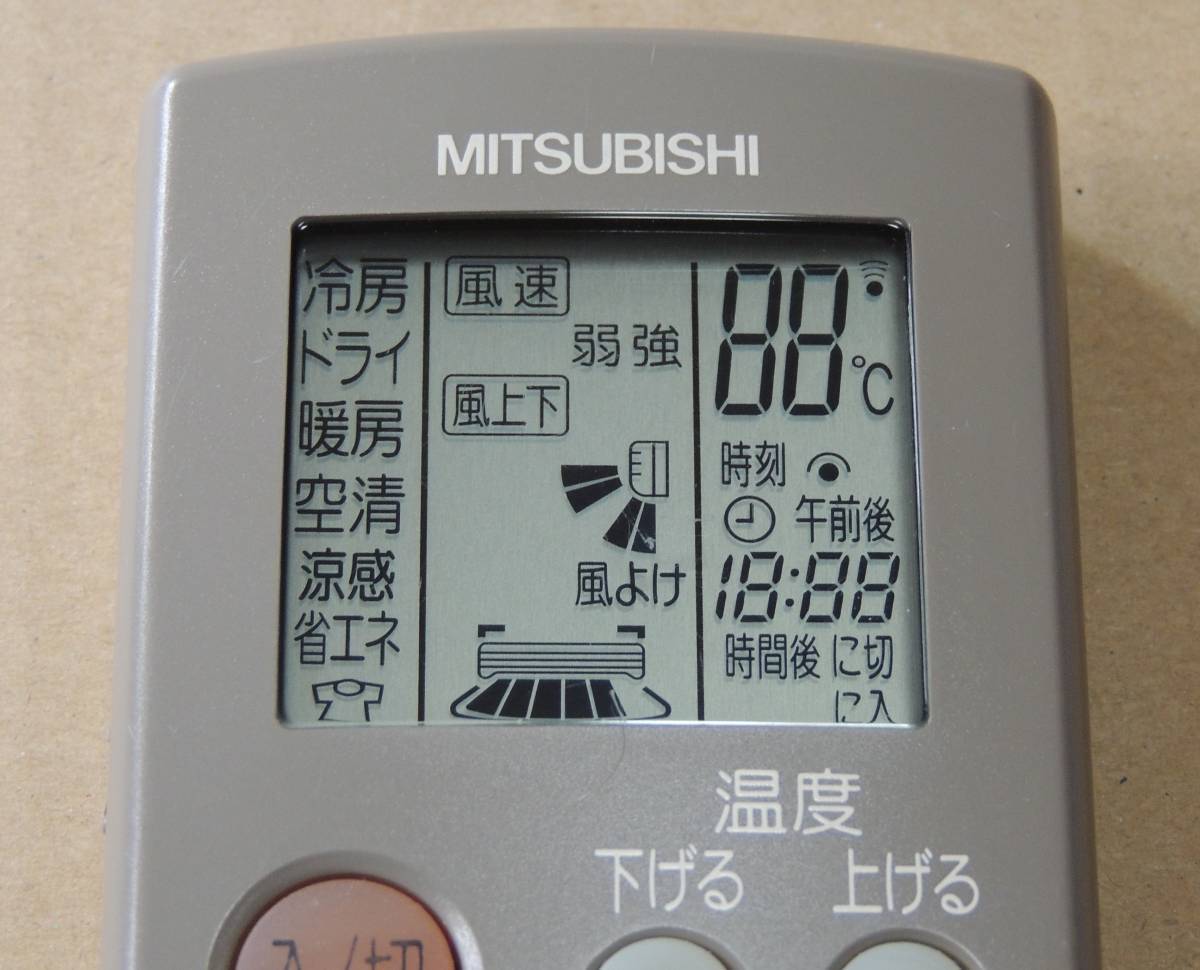 MITSUBISHI
冷房
ドライ
暖房
空清
涼感
省エネ
風速
弱 強
風上下
風よけ
88℃
時刻
午前後
18:88
時間後 に切
に入
温度
下げる 上げる
入/切